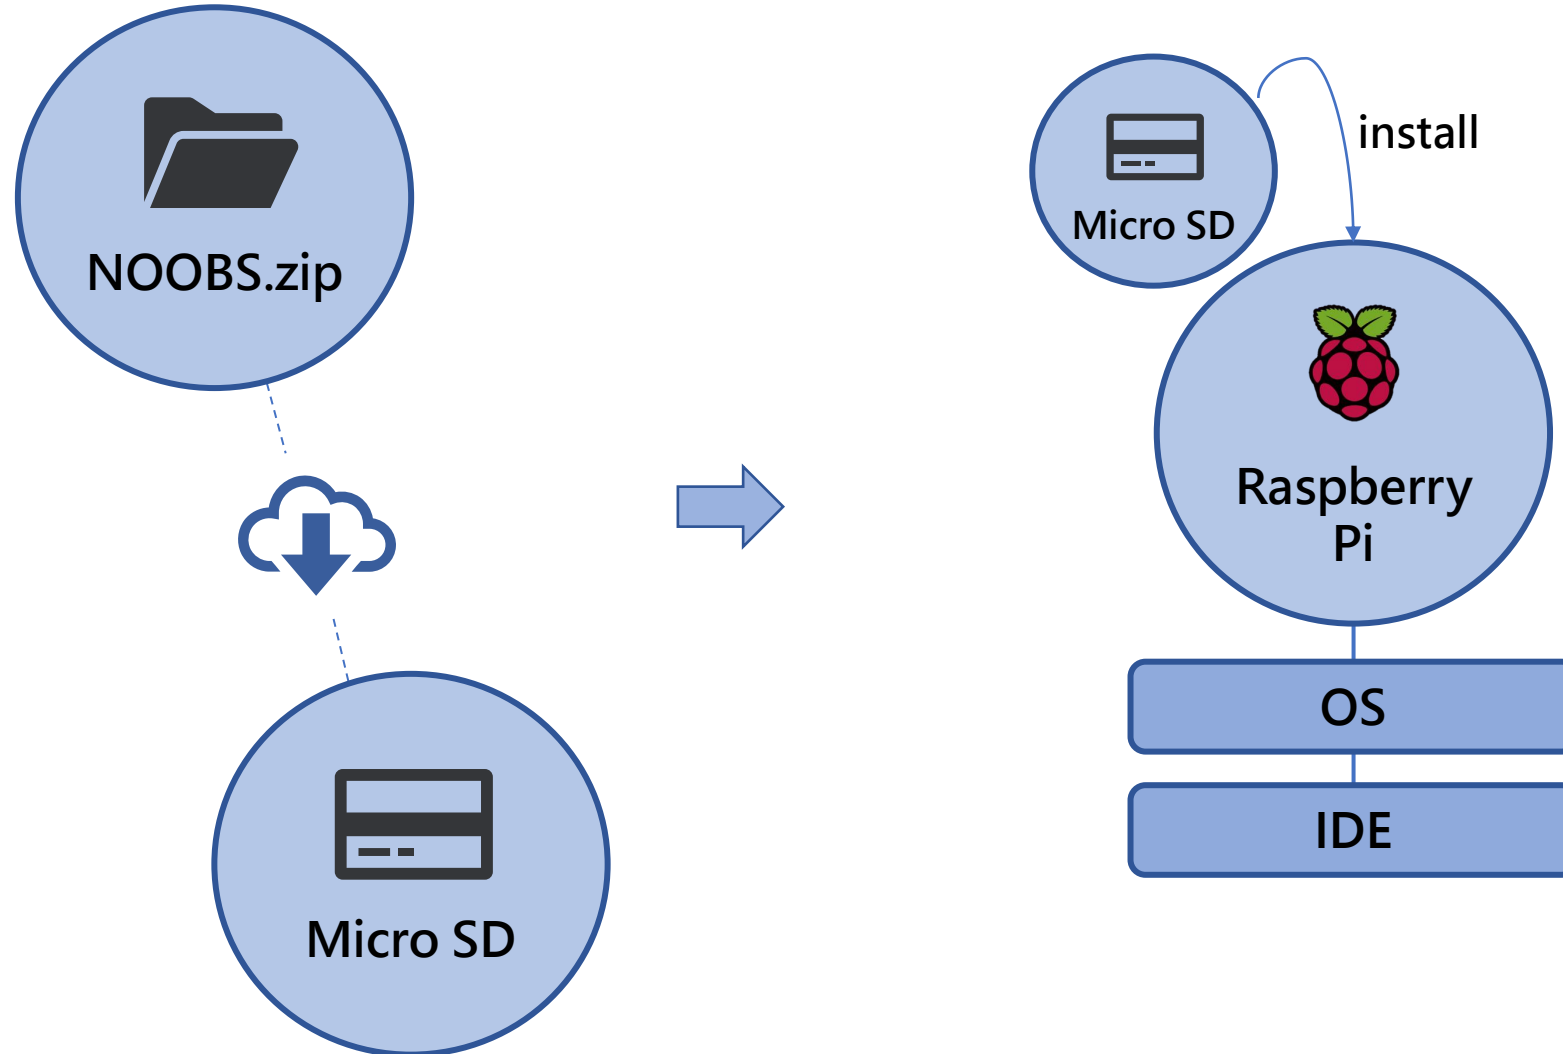 NOOBS.zip
Micro SD
Micro SD
install
Raspberry
Pi
OS
IDE